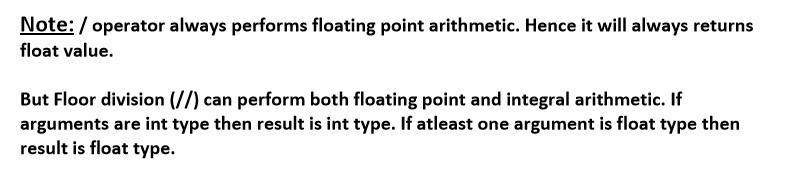 Note: / operator always performs floating point arithmetic. Hence it will always returns
float value.
But Floor division (//) can perform both floating point and integral arithmetic. If
arguments are int type then result is int type. If atleast one argument is float type then
result is float type.